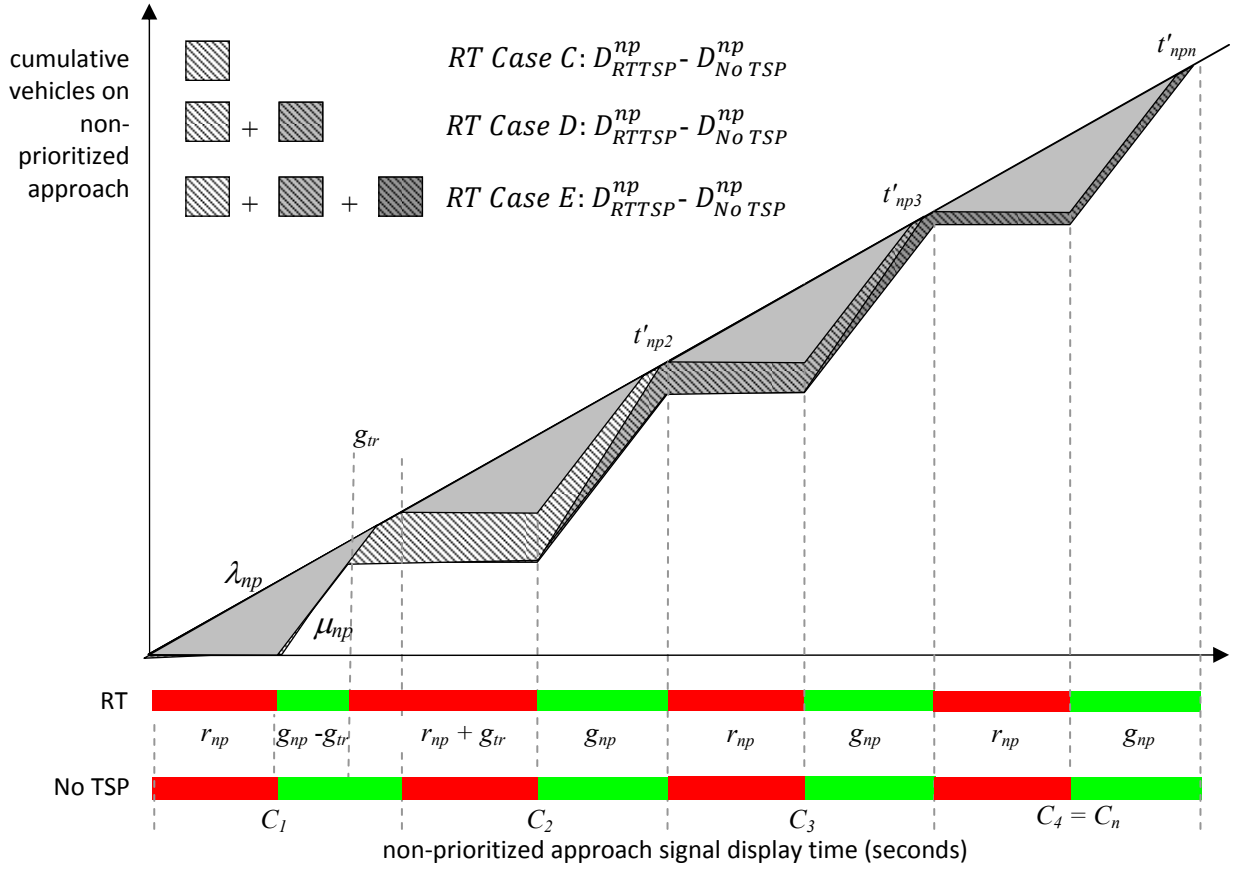 cumulative
vehicles on
non-
prioritized
approach
RT Case C: D^{np}_{RTTSP}- D^{np}_{No TSP}
+ RT Case D: D^{np}_{RTTSP}- D^{np}_{No TSP}
+ + RT Case E: D^{np}_{RTTSP}- D^{np}_{No TSP}
t'_{npn}
t'_{np3}
t'_{np2}
g_{tr}
λ_{np}
μ_{np}
RT
r_{np} g_{np} -g_{tr} r_{np} + g_{tr} g_{np} r_{np} g_{np} r_{np} g_{np}
No TSP
C_1 C_2 C_3 C_4 = C_n
non-prioritized approach signal display time (seconds)